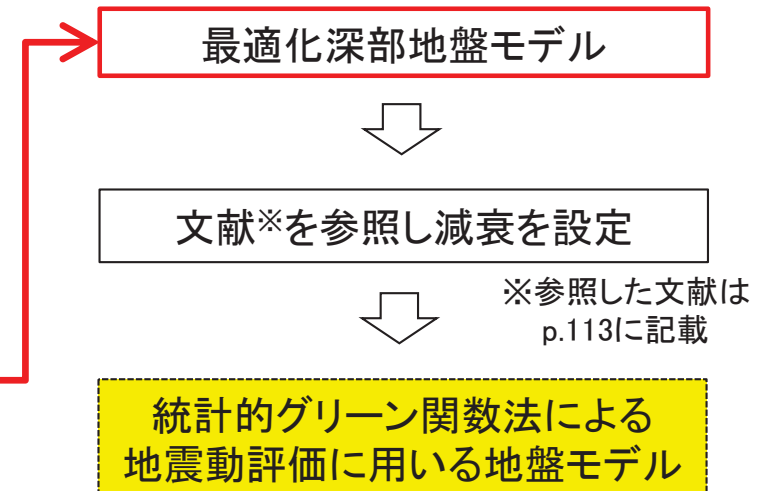 最適化深部地盤モデル
文献※を参照し減衰を設定
※参照した文献は
p.113に記載
統計的グリーン関数法による
地震動評価に用いる地盤モデル